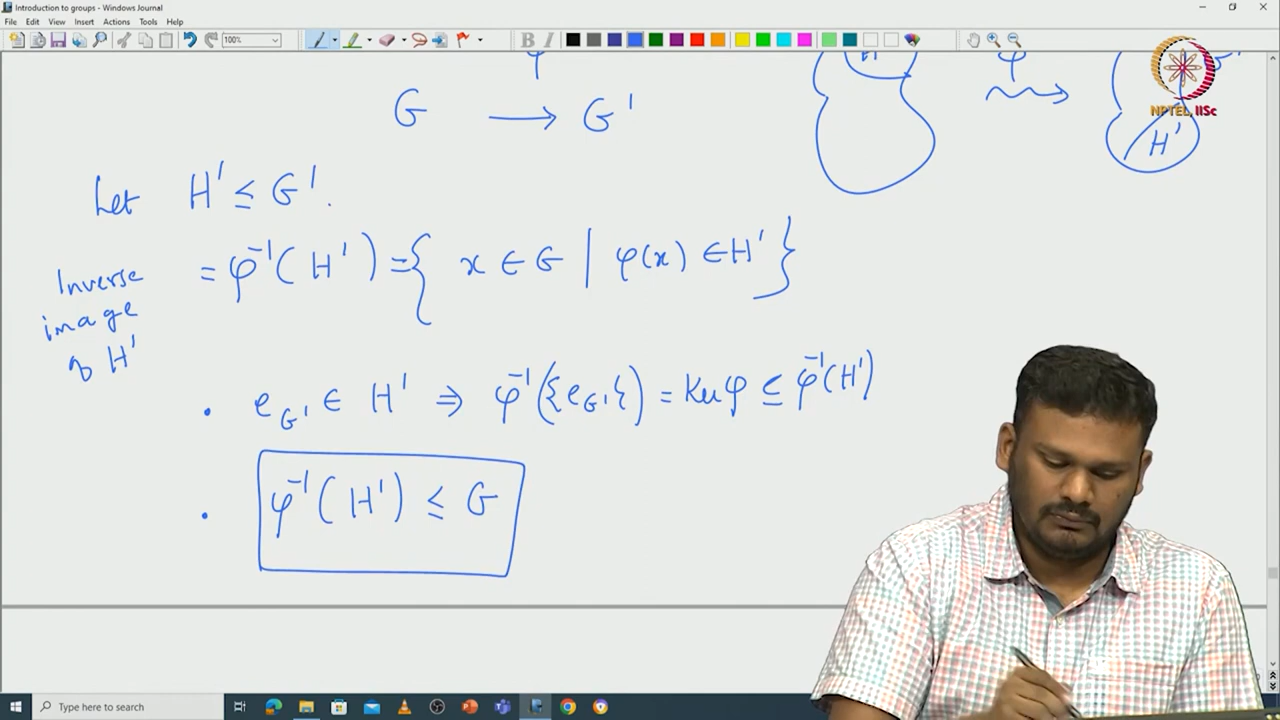 Introduction to groups - Windows Journal
File Edit View Insert Actions Tools Help
100%
B I
NPTEL, IISc
φ
G ⟶ G'
H'
Let H' ≤ G'.
Inverse image of H' = φ⁻¹(H') = { x ∈ G | φ(x) ∈ H' }
• e_G' ∈ H' ⇒ φ⁻¹({e_G'}) = Ker φ ⊆ φ⁻¹(H')
• φ⁻¹(H') ≤ G
Type here to search